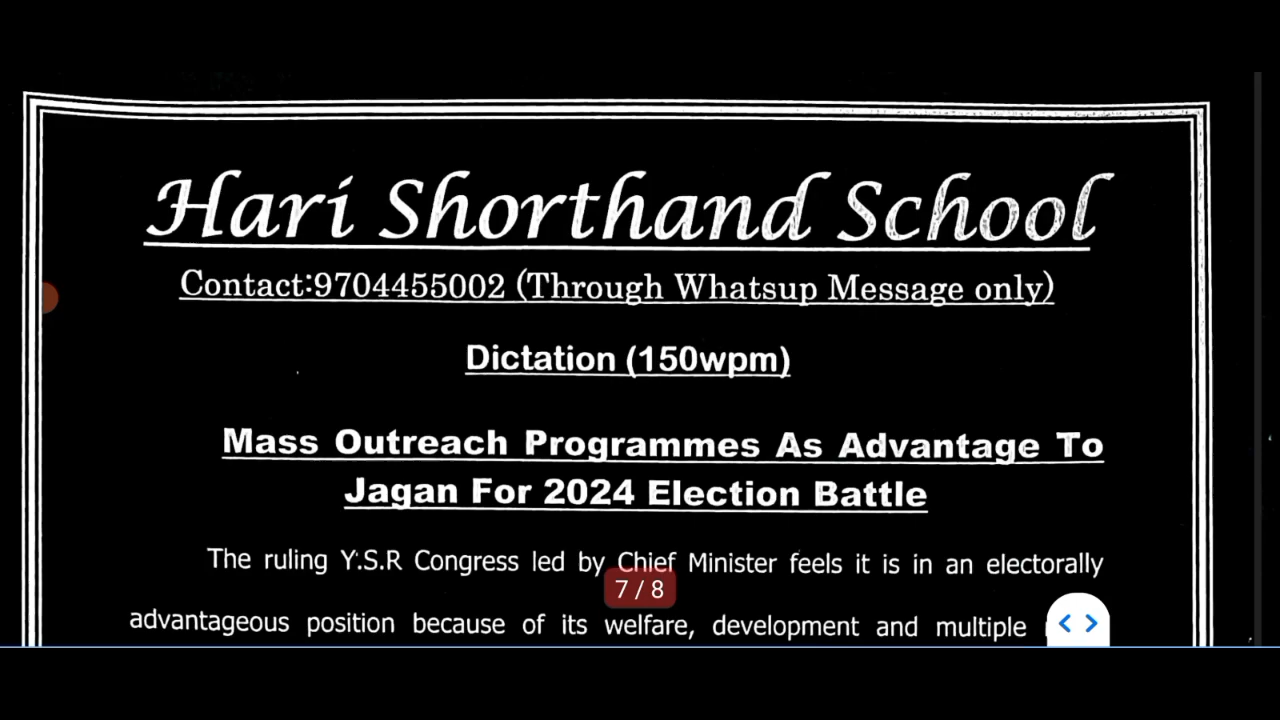 Hari Shorthand School
Contact:9704455002 (Through Whatsup Message only)
Dictation (150wpm)
Mass Outreach Programmes As Advantage To
Jagan For 2024 Election Battle
The ruling Y.S.R Congress led by Chief Minister feels it is in an electorally
7 / 8
advantageous position because of its welfare, development and multiple